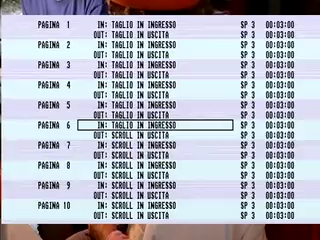 PAGINA 1 IN: TAGLIO IN INGRESSO SP 3 00:03:00
OUT: TAGLIO IN USCITA
PAGINA 2 IN: TAGLIO IN INGRESSO SP 3 00:03:00
OUT: TAGLIO IN USCITA SP 3 00:03:00
PAGINA 3 IN: TAGLIO IN INGRESSO SP 3 00:03:00
OUT: TAGLIO IN USCITA SP 3 00:03:00
PAGINA 4 IN: TAGLIO IN INGRESSO SP 3 00:03:00
OUT: TAGLIO IN USCITA SP 3 00:03:00
PAGINA 5 IN: TAGLIO IN INGRESSO SP 3 00:03:00
OUT: TAGLIO IN USCITA SP 3 00:03:00
PAGINA 6 IN: TAGLIO IN INGRESSO SP 3 00:03:00
OUT: SCROLL IN USCITA SP 3 00:03:00
PAGINA 7 IN: SCROLL IN INGRESSO SP 3 00:03:00
OUT: SCROLL IN USCITA SP 3 00:03:00
PAGINA 8 IN: SCROLL IN INGRESSO SP 3 00:03:00
OUT: SCROLL IN USCITA SP 3 00:03:00
PAGINA 9 IN: SCROLL IN INGRESSO SP 3 00:03:00
OUT: SCROLL IN USCITA SP 3 00:03:00
PAGINA 10 IN: SCROLL IN INGRESSO SP 3 00:03:00
OUT: SCROLL IN USCITA SP 3 00:03:00